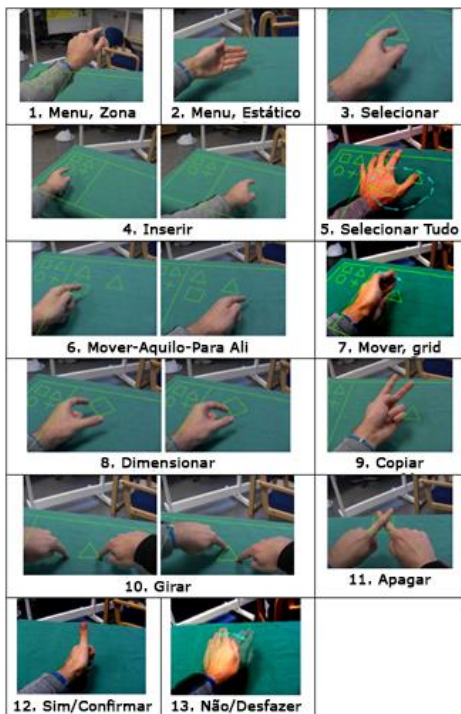 1. Menu, Zona
2. Menu, Estático
3. Selecionar
4. Inserir
5. Selecionar Tudo
6. Mover-Aquilo-Para Ali
7. Mover, grid
8. Dimensionar
9. Copiar
10. Girar
11. Apagar
12. Sim/Confirmar
13. Não/Desfazer